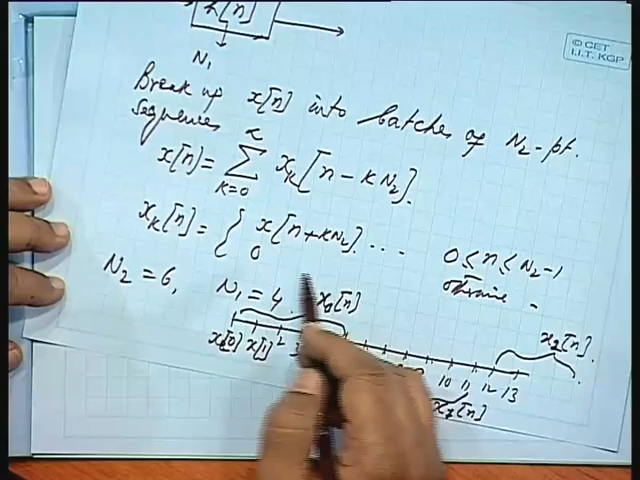 h[n]
© CET
I.I.T. KGP
N₁
Break up x[n] into batches of N₂-pt.
sequences
x[n] = ∑ xₖ[n - kN₂].
k=0
xₖ[n] = { x[n+kN₂]. ... 0 ≤ n ≤ N₂-1
0
N₂ = 6, N₁ = 4. x₀[n]
x₂[n].
x[0] x[1] 2 10 11 12 13
x₁[n]